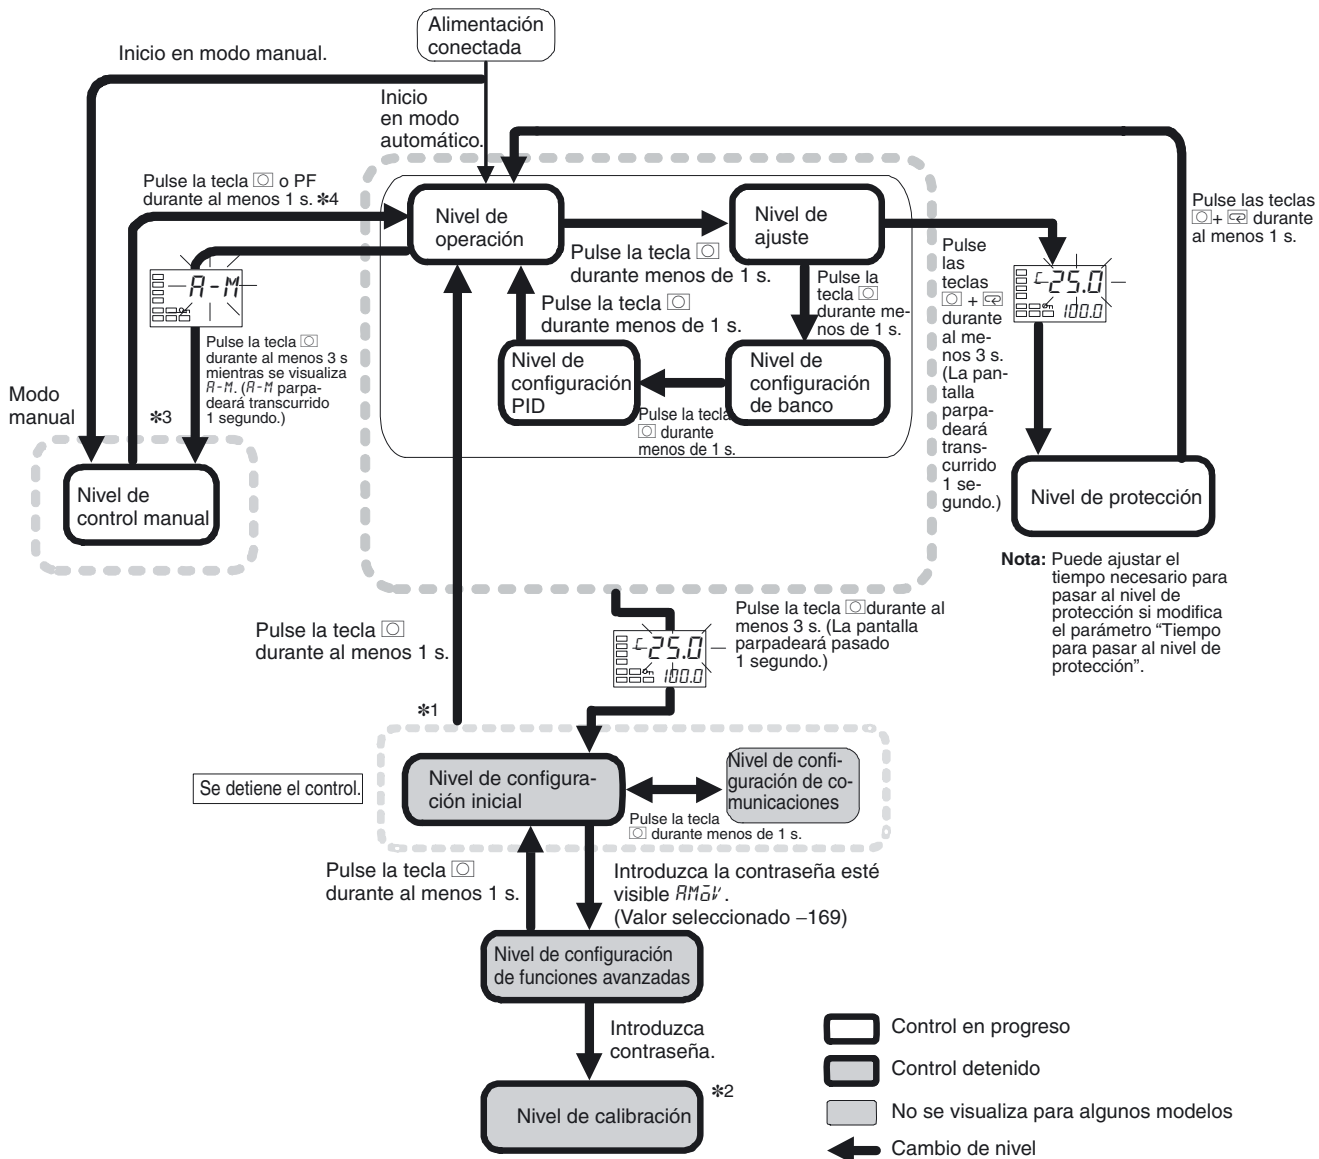 Alimentación
conectada
Inicio en modo manual.
Inicio
en modo
automático.
Pulse la tecla o PF
durante al menos 1 s. *4
Nivel de
operación
Pulse la tecla
durante menos de 1 s.
Nivel de
ajuste
Pulse las teclas
+ durante
al menos 1 s.
A-M
Pulse la tecla
durante al menos 3 s
mientras se visualiza
A-M. (A-M parpa-
deará transcurrido
1 segundo.)
Pulse la tecla
durante menos de 1 s.
Pulse la
tecla
durante me-
nos de 1 s.
Pulse
las
teclas
+
durante
al me-
nos 3 s.
(La pan-
talla
parpa-
deará
trans-
currido
1 se-
gundo.)
C 25.0
100.0
Modo
manual
*3
Nivel de
configuración
PID
Pulse la tecla
durante
menos de 1 s.
Nivel de
configuración
de banco
Nivel de
control manual
Nivel de protección
Nota: Puede ajustar el
tiempo necesario para
pasar al nivel de
protección si modifica
el parámetro “Tiempo
para pasar al nivel de
protección”.
Pulse la tecla
durante al menos 1 s.
C 25.0
100.0
Pulse la tecla durante al
menos 3 s. (La pantalla
parpadeará pasado
1 segundo.)
*1
Se detiene el control.
Nivel de configura-
ción inicial
Nivel de confi-
guración de co-
municaciones
Pulse la tecla
durante menos de 1 s.
Pulse la tecla
durante al menos 1 s.
Introduzca la contraseña esté
visible AMoV.
(Valor seleccionado –169)
Nivel de configuración
de funciones avanzadas
Introduzca
contraseña.
Nivel de calibración
*2
Control en progreso
Control detenido
No se visualiza para algunos modelos
Cambio de nivel